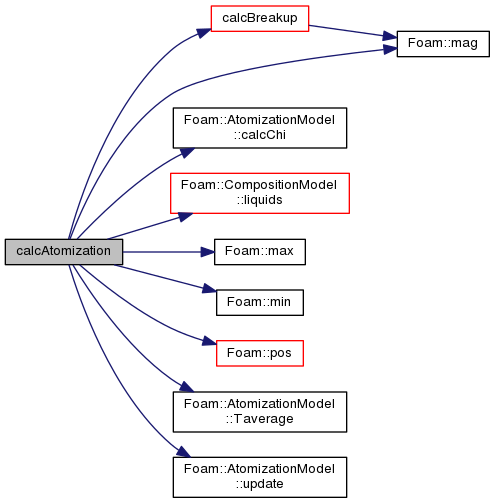 calcBreakup
Foam::mag
Foam::AtomizationModel
::calcChi
Foam::CompositionModel
::liquids
calcAtomization
Foam::max
Foam::min
Foam::pos
Foam::AtomizationModel
::Taverage
Foam::AtomizationModel
::update